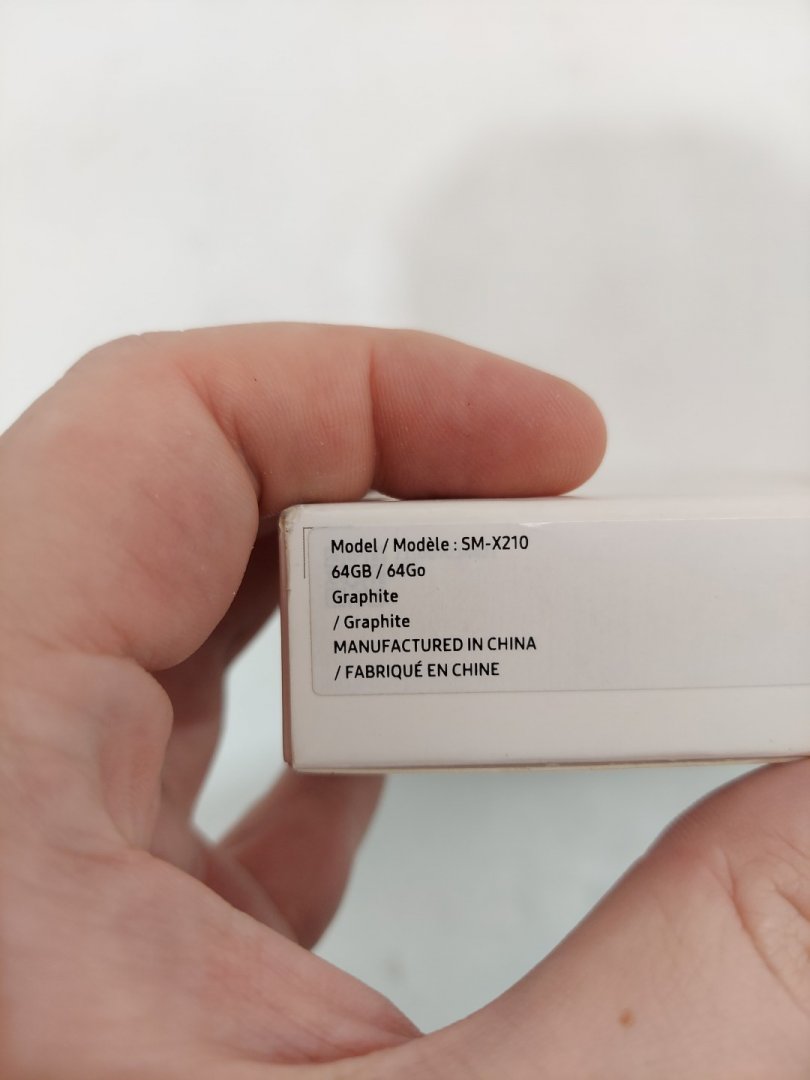 Model / Modèle : SM-X210
64GB / 64Go
Graphite
/ Graphite
MANUFACTURED IN CHINA
/ FABRIQUÉ EN CHINE